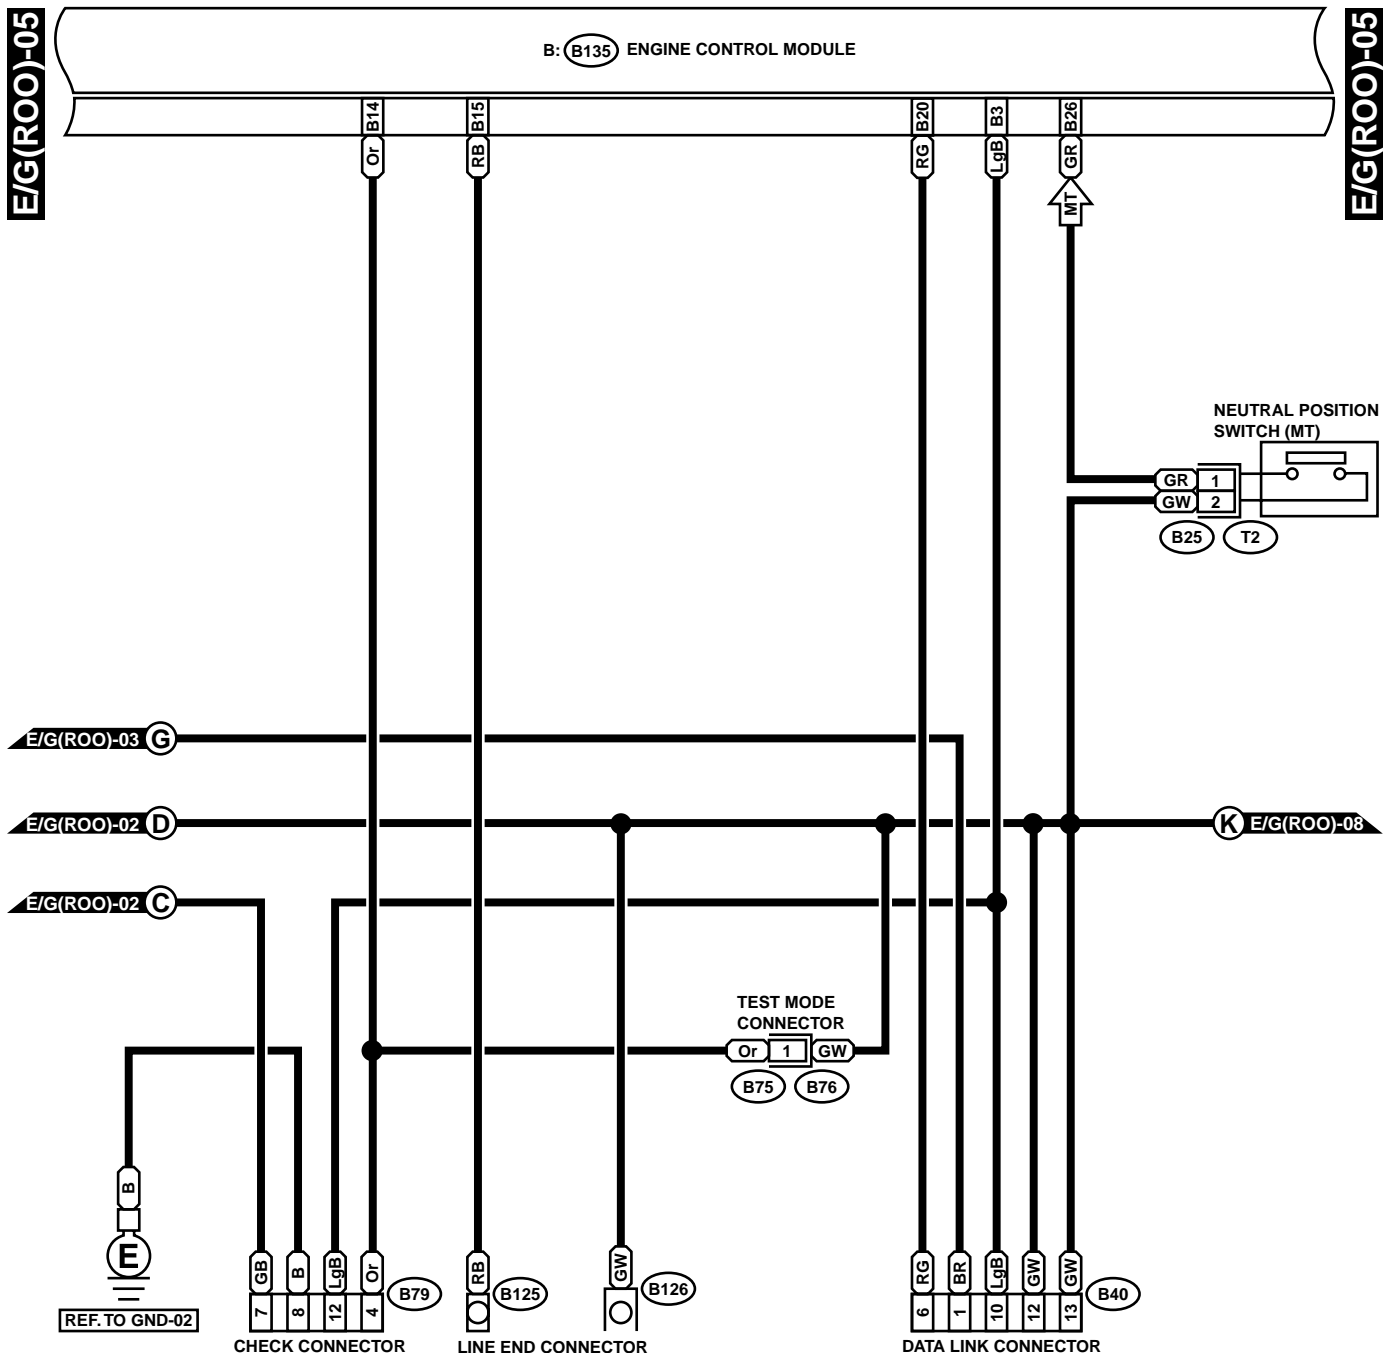 E/G(ROO)-05
B: B135 ENGINE CONTROL MODULE
E/G(ROO)-05
B14 B15 B20 B3 B26
Or RB RG LgB GR
MT
NEUTRAL POSITION
SWITCH (MT)
GR 1
GW 2
B25 T2
E/G(ROO)-03 G
E/G(ROO)-02 D
K E/G(ROO)-08
E/G(ROO)-02 C
TEST MODE
CONNECTOR
Or 1 GW
B75 B76
B
E
REF. TO GND-02
GB B LgB Or
7 8 12 4
B79
CHECK CONNECTOR
RB
B125
GW
B126
LINE END CONNECTOR
RG BR LgB GW GW
6 1 10 12 13
B40
DATA LINK CONNECTOR